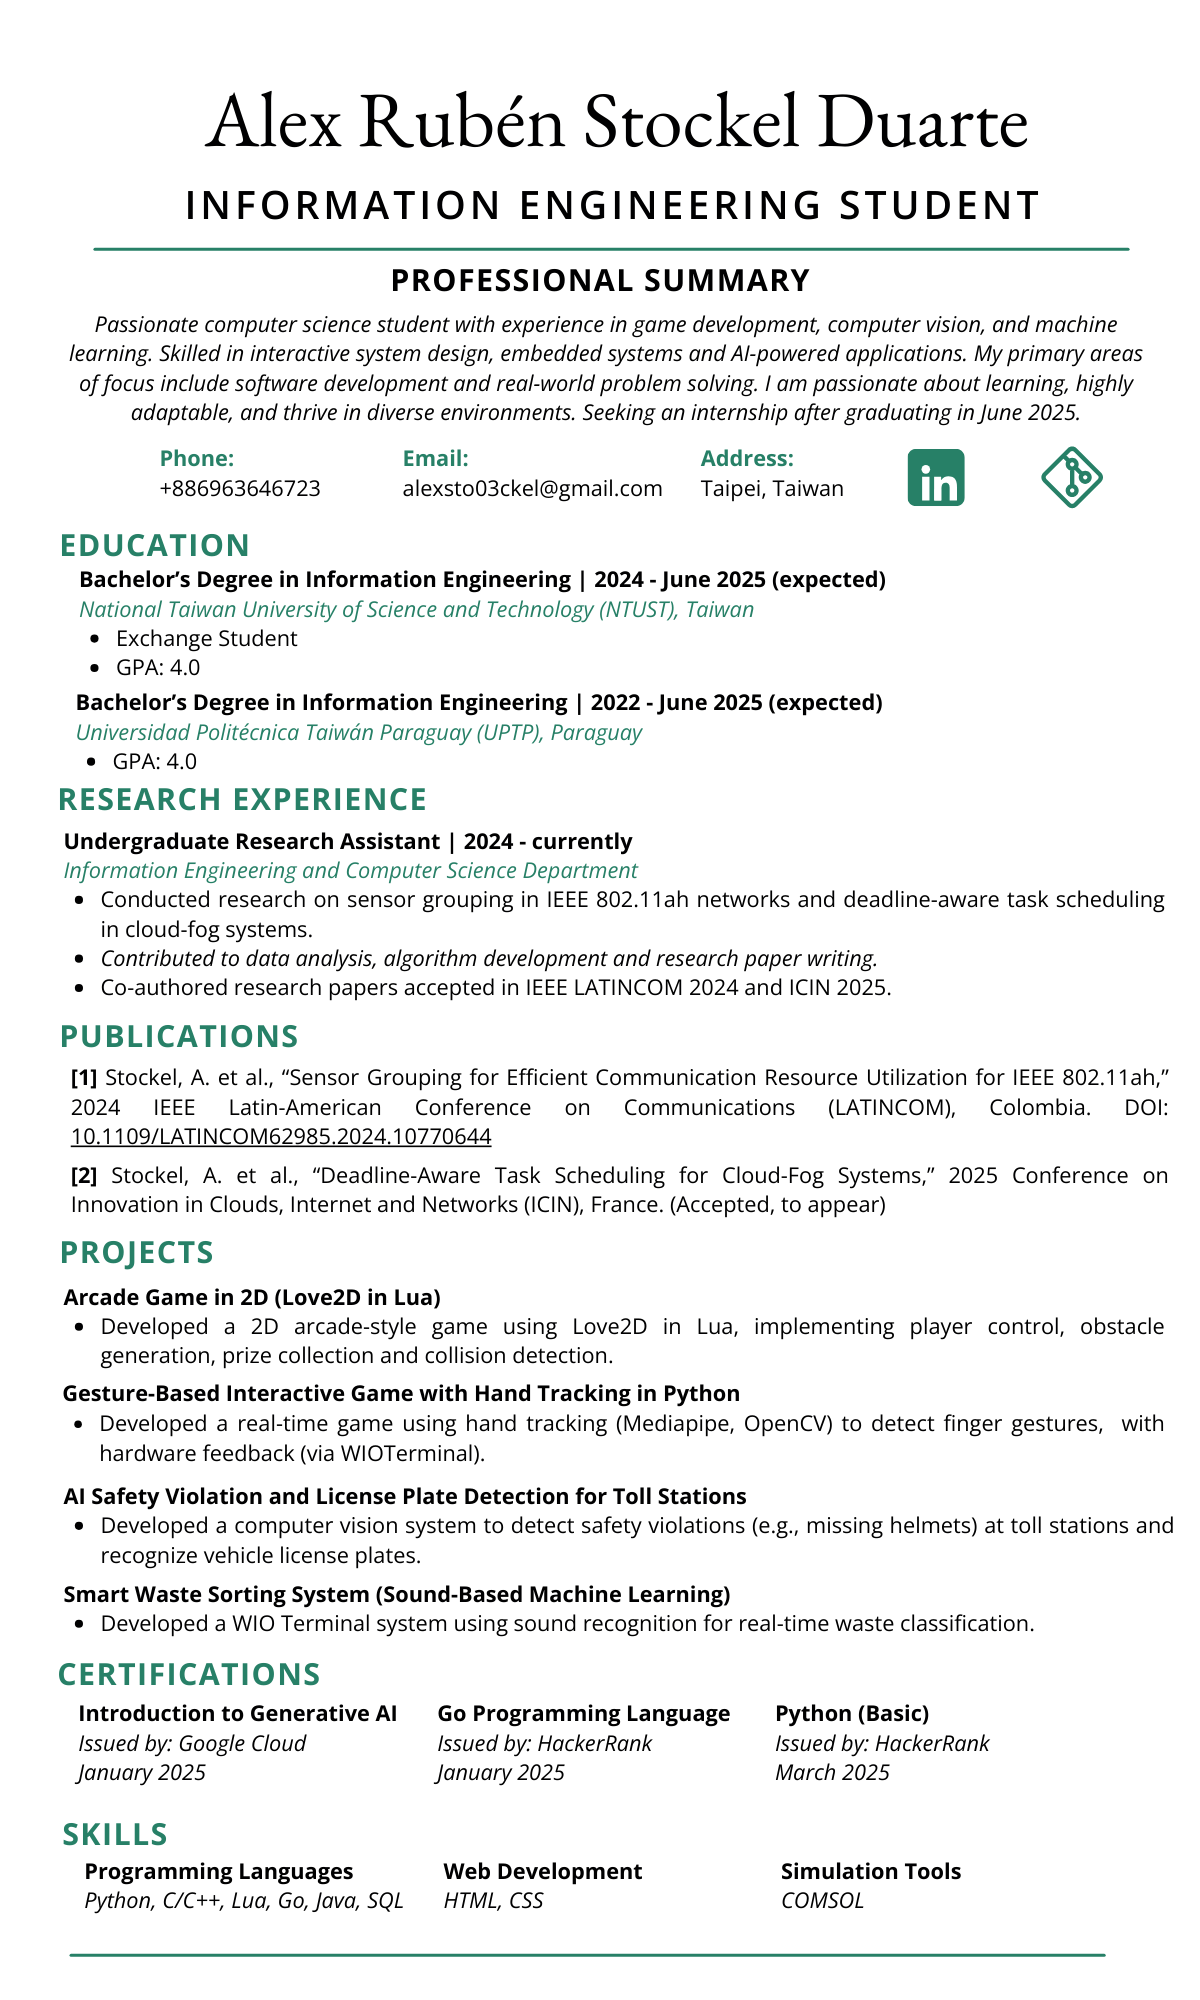 Alex Rubén Stockel Duarte
INFORMATION ENGINEERING STUDENT
PROFESSIONAL SUMMARY
Passionate computer science student with experience in game development, computer vision, and machine
learning. Skilled in interactive system design, embedded systems and AI-powered applications. My primary areas
of focus include software development and real-world problem solving. I am passionate about learning, highly
adaptable, and thrive in diverse environments. Seeking an internship after graduating in June 2025.
Phone:
+886963646723
Email:
alexsto03ckel@gmail.com
Address:
Taipei, Taiwan
in
EDUCATION
Bachelor’s Degree in Information Engineering | 2024 - June 2025 (expected)
National Taiwan University of Science and Technology (NTUST), Taiwan
• Exchange Student
• GPA: 4.0
Bachelor’s Degree in Information Engineering | 2022 - June 2025 (expected)
Universidad Politécnica Taiwán Paraguay (UPTP), Paraguay
• GPA: 4.0
RESEARCH EXPERIENCE
Undergraduate Research Assistant | 2024 - currently
Information Engineering and Computer Science Department
• Conducted research on sensor grouping in IEEE 802.11ah networks and deadline-aware task scheduling
in cloud-fog systems.
• Contributed to data analysis, algorithm development and research paper writing.
• Co-authored research papers accepted in IEEE LATINCOM 2024 and ICIN 2025.
PUBLICATIONS
[1] Stockel, A. et al., “Sensor Grouping for Efficient Communication Resource Utilization for IEEE 802.11ah,”
2024 IEEE Latin-American Conference on Communications (LATINCOM), Colombia. DOI:
10.1109/LATINCOM62985.2024.10770644
[2] Stockel, A. et al., “Deadline-Aware Task Scheduling for Cloud-Fog Systems,” 2025 Conference on
Innovation in Clouds, Internet and Networks (ICIN), France. (Accepted, to appear)
PROJECTS
Arcade Game in 2D (Love2D in Lua)
• Developed a 2D arcade-style game using Love2D in Lua, implementing player control, obstacle
generation, prize collection and collision detection.
Gesture-Based Interactive Game with Hand Tracking in Python
• Developed a real-time game using hand tracking (Mediapipe, OpenCV) to detect finger gestures, with
hardware feedback (via WIOTerminal).
AI Safety Violation and License Plate Detection for Toll Stations
• Developed a computer vision system to detect safety violations (e.g., missing helmets) at toll stations and
recognize vehicle license plates.
Smart Waste Sorting System (Sound-Based Machine Learning)
• Developed a WIO Terminal system using sound recognition for real-time waste classification.
CERTIFICATIONS
Introduction to Generative AI
Issued by: Google Cloud
January 2025
Go Programming Language
Issued by: HackerRank
January 2025
Python (Basic)
Issued by: HackerRank
March 2025
SKILLS
Programming Languages
Python, C/C++, Lua, Go, Java, SQL
Web Development
HTML, CSS
Simulation Tools
COMSOL